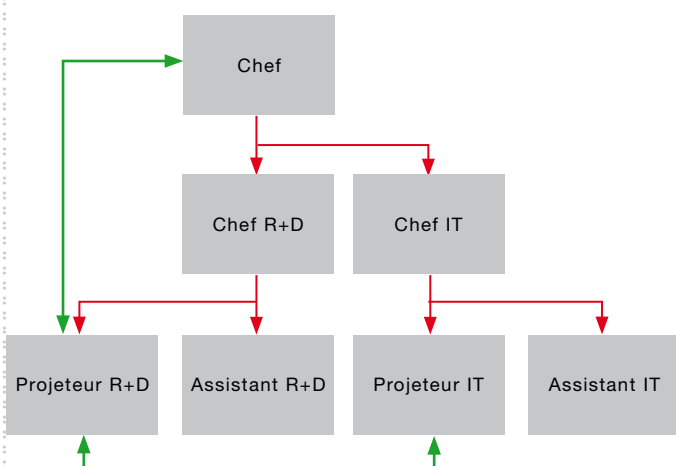 Chef
Chef R+D
Chef IT
Projeteur R+D
Assistant R+D
Projeteur IT
Assistant IT